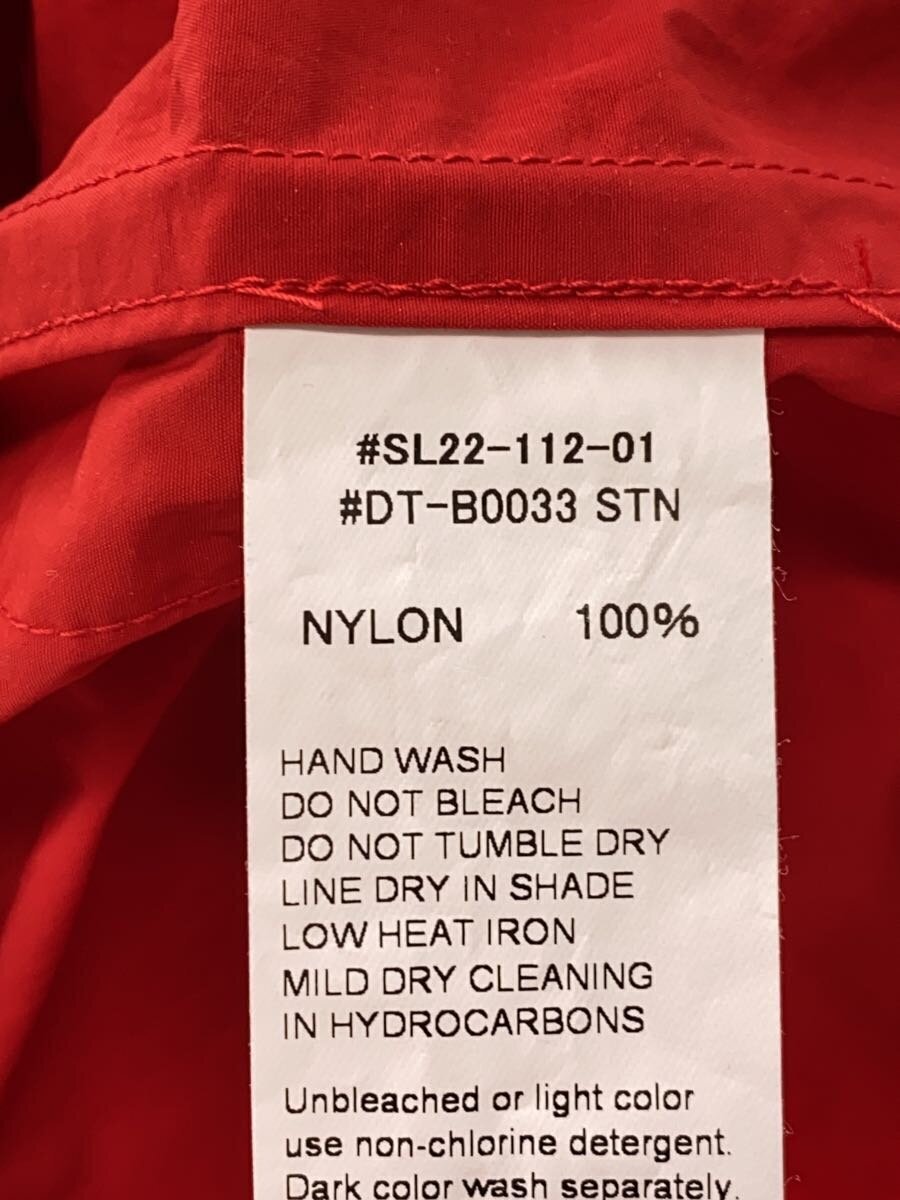 #SL22-112-01
#DT-B0033 STN
NYLON 100%
HAND WASH
DO NOT BLEACH
DO NOT TUMBLE DRY
LINE DRY IN SHADE
LOW HEAT IRON
MILD DRY CLEANING
IN HYDROCARBONS
Unbleached or light color
use non-chlorine detergent.
Dark color wash separately.